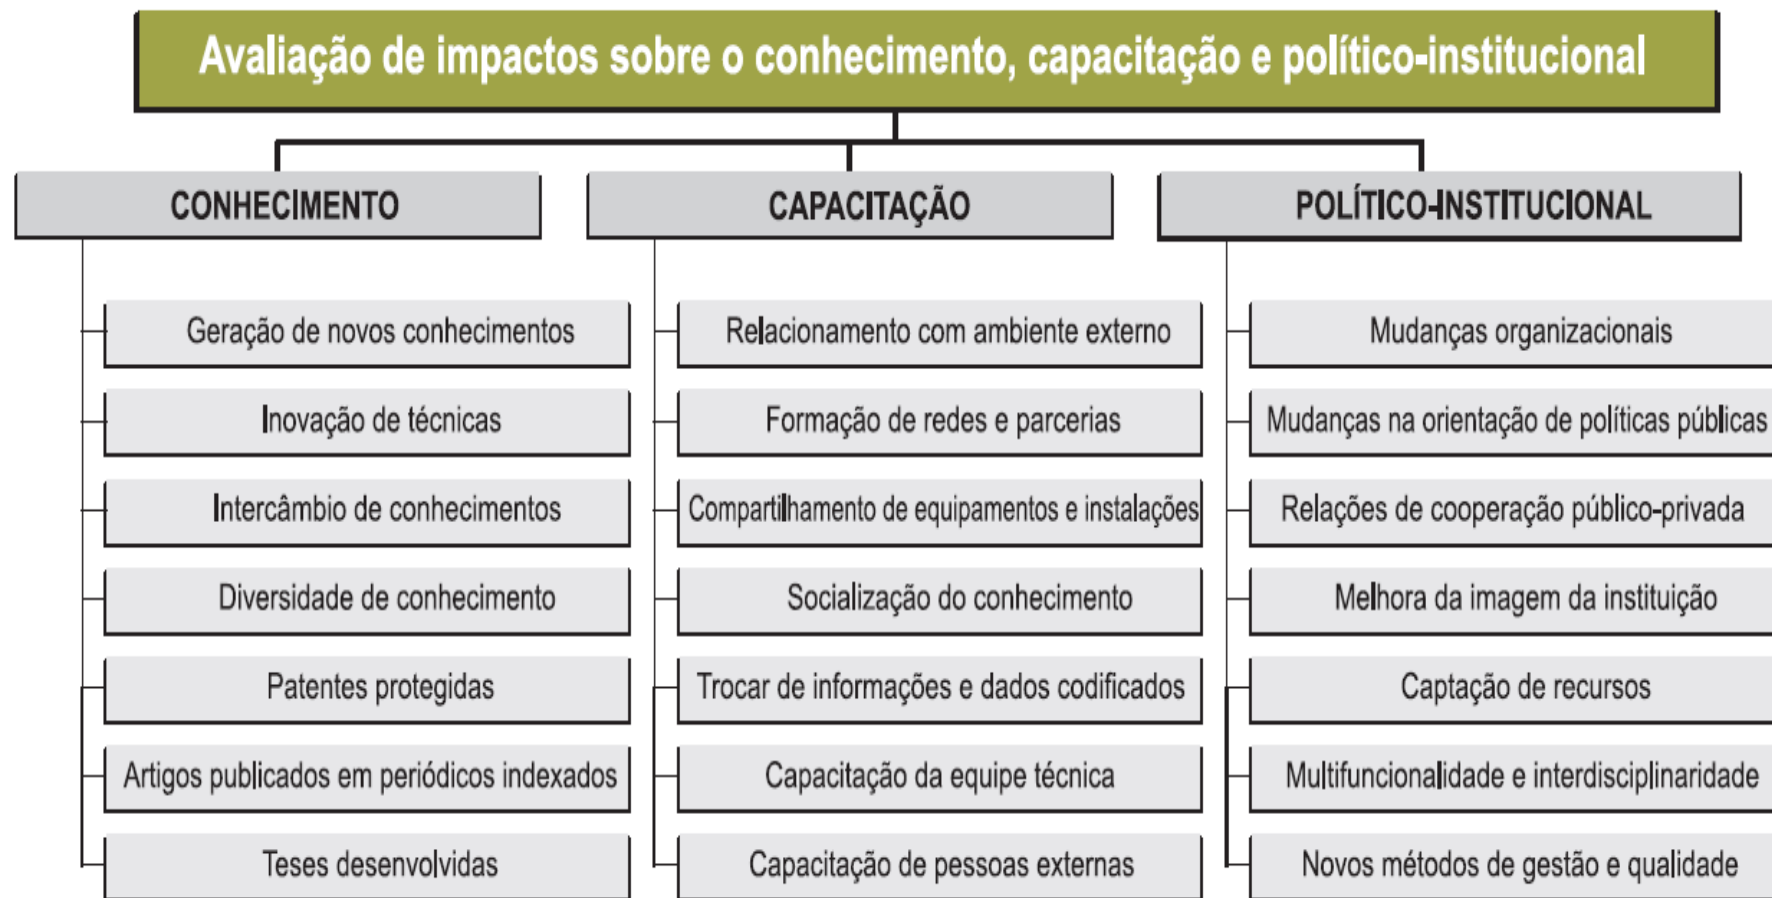 Avaliação de impactos sobre o conhecimento, capacitação e político-institucional
CONHECIMENTO
Geração de novos conhecimentos
Inovação de técnicas
Intercâmbio de conhecimentos
Diversidade de conhecimento
Patentes protegidas
Artigos publicados em periódicos indexados
Teses desenvolvidas
CAPACITAÇÃO
Relacionamento com ambiente externo
Formação de redes e parcerias
Compartilhamento de equipamentos e instalações
Socialização do conhecimento
Trocar de informações e dados codificados
Capacitação da equipe técnica
Capacitação de pessoas externas
POLÍTICO-INSTITUCIONAL
Mudanças organizacionais
Mudanças na orientação de políticas públicas
Relações de cooperação público-privada
Melhora da imagem da instituição
Captação de recursos
Multifuncionalidade e interdisciplinaridade
Novos métodos de gestão e qualidade